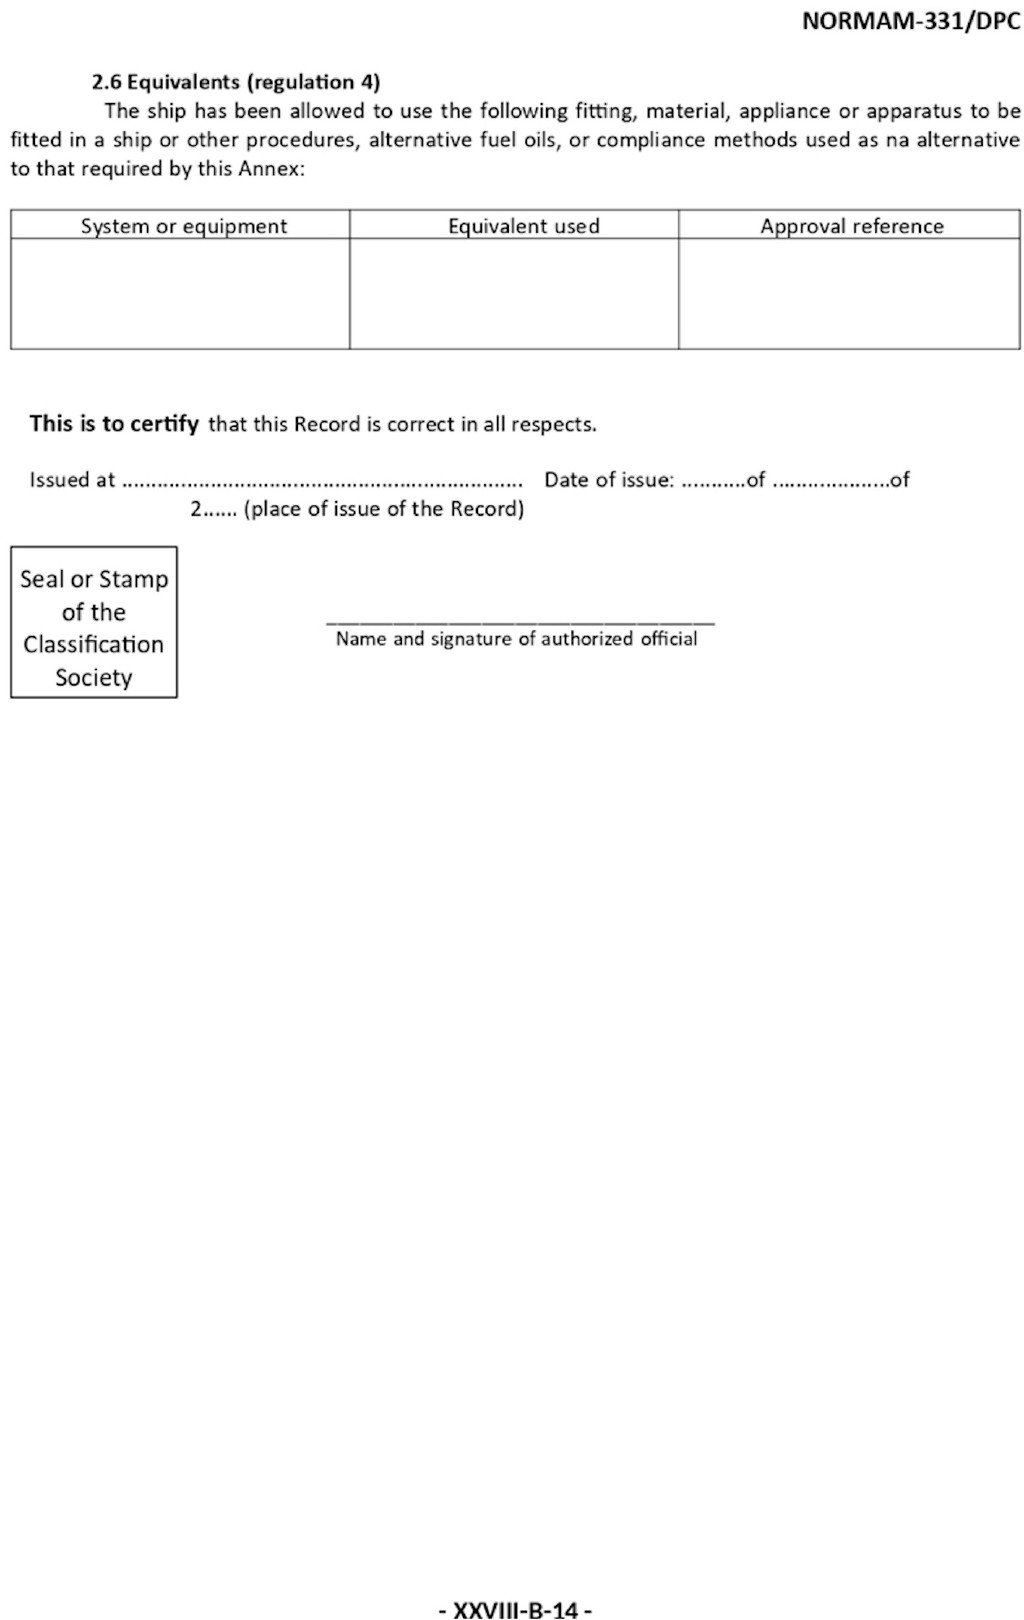 NORMAM-331/DPC
2.6 Equivalents (regulation 4)
The ship has been allowed to use the following fitting, material, appliance or apparatus to be
fitted in a ship or other procedures, alternative fuel oils, or compliance methods used as na alternative
to that required by this Annex:
System or equipment Equivalent used Approval reference
This is to certify that this Record is correct in all respects.
Issued at .................................................................... Date of issue: ...........of ....................of
2...... (place of issue of the Record)
Seal or Stamp
of the
Classification
Society
Name and signature of authorized official
- XXVIII-B-14 -